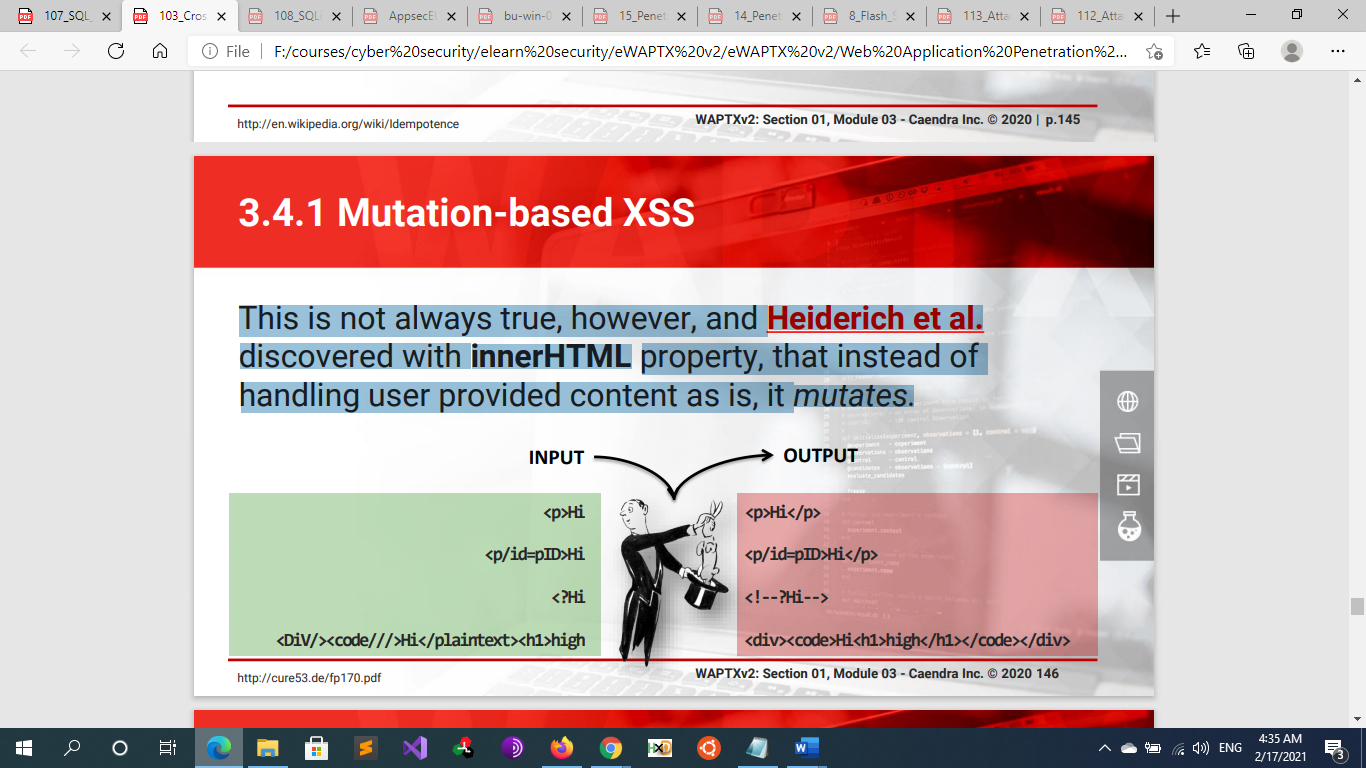 107_SQL_
103_Cros
108_SQL
AppsecE
bu-win-0
15_Penet
14_Penet
8_Flash_S
113_Atta
112_Atta
File
F:/courses/cyber%20security/elearn%20security/eWAPTX%20v2/eWAPTX%20v2/Web%20Application%20Penetration%2...
http://en.wikipedia.org/wiki/Idempotence
WAPTXv2: Section 01, Module 03 - Caendra Inc. © 2020 | p.145
3.4.1 Mutation-based XSS
This is not always true, however, and Heiderich et al.
discovered with innerHTML property, that instead of
handling user provided content as is, it mutates.
INPUT
OUTPUT
<p>Hi
<p>Hi</p>
<p/id=pID>Hi
<p/id=pID>Hi</p>
<?Hi
<!--?Hi-->
<DiV/><code///>Hi</plaintext><h1>high
<div><code>Hi<h1>high</h1></code></div>
http://cure53.de/fp170.pdf
WAPTXv2: Section 01, Module 03 - Caendra Inc. © 2020 146
ENG
4:35 AM
2/17/2021
3